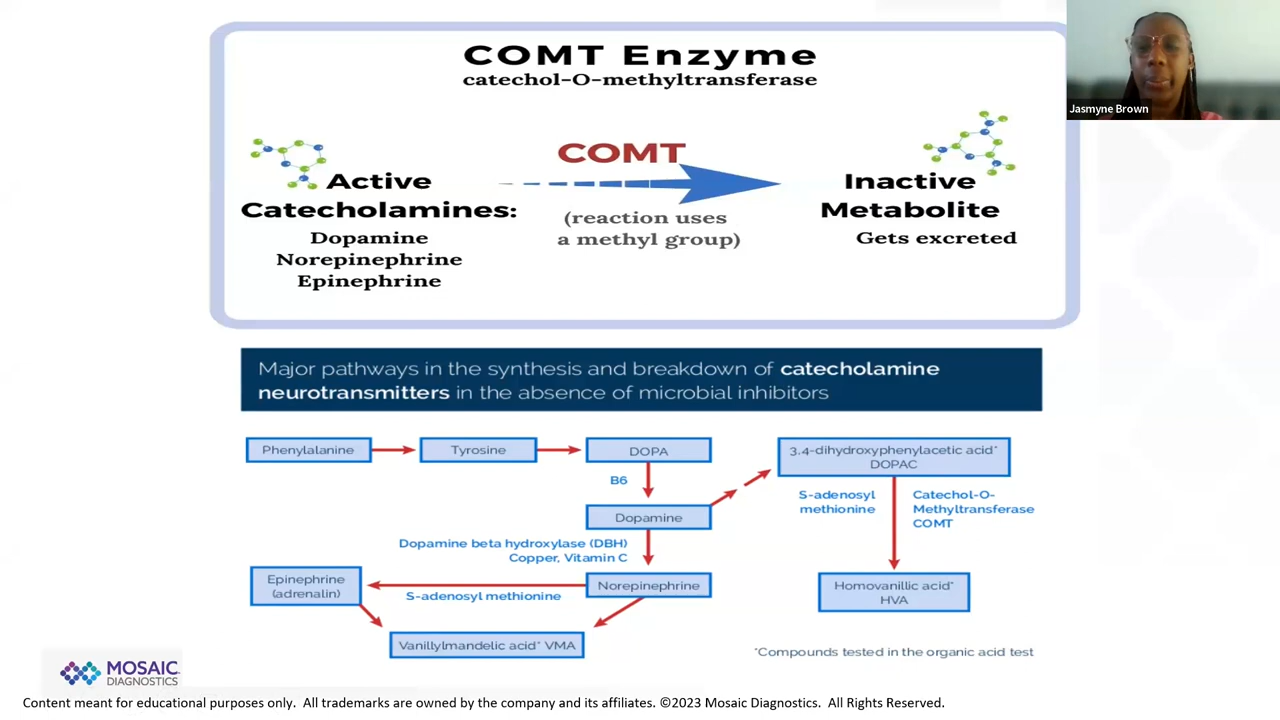 COMT Enzyme
catechol-O-methyltransferase
Jasmyne Brown
COMT
Active
Catecholamines:
Dopamine
Norepinephrine
Epinephrine
(reaction uses
a methyl group)
Inactive
Metabolite
Gets excreted
Major pathways in the synthesis and breakdown of catecholamine
neurotransmitters in the absence of microbial inhibitors
Phenylalanine
Tyrosine
DOPA
3,4-dihydroxyphenylacetic acid*
DOPAC
B6
S-adenosyl
methionine
Catechol-O-
Methyltransferase
COMT
Dopamine
Dopamine beta hydroxylase (DBH)
Copper, Vitamin C
Epinephrine
(adrenalin)
S-adenosyl methionine
Norepinephrine
Homovanillic acid*
HVA
Vanillylmandelic acid* VMA
*Compounds tested in the organic acid test
MOSAIC
DIAGNOSTICS
Content meant for educational purposes only. All trademarks are owned by the company and its affiliates. ©2023 Mosaic Diagnostics. All Rights Reserved.